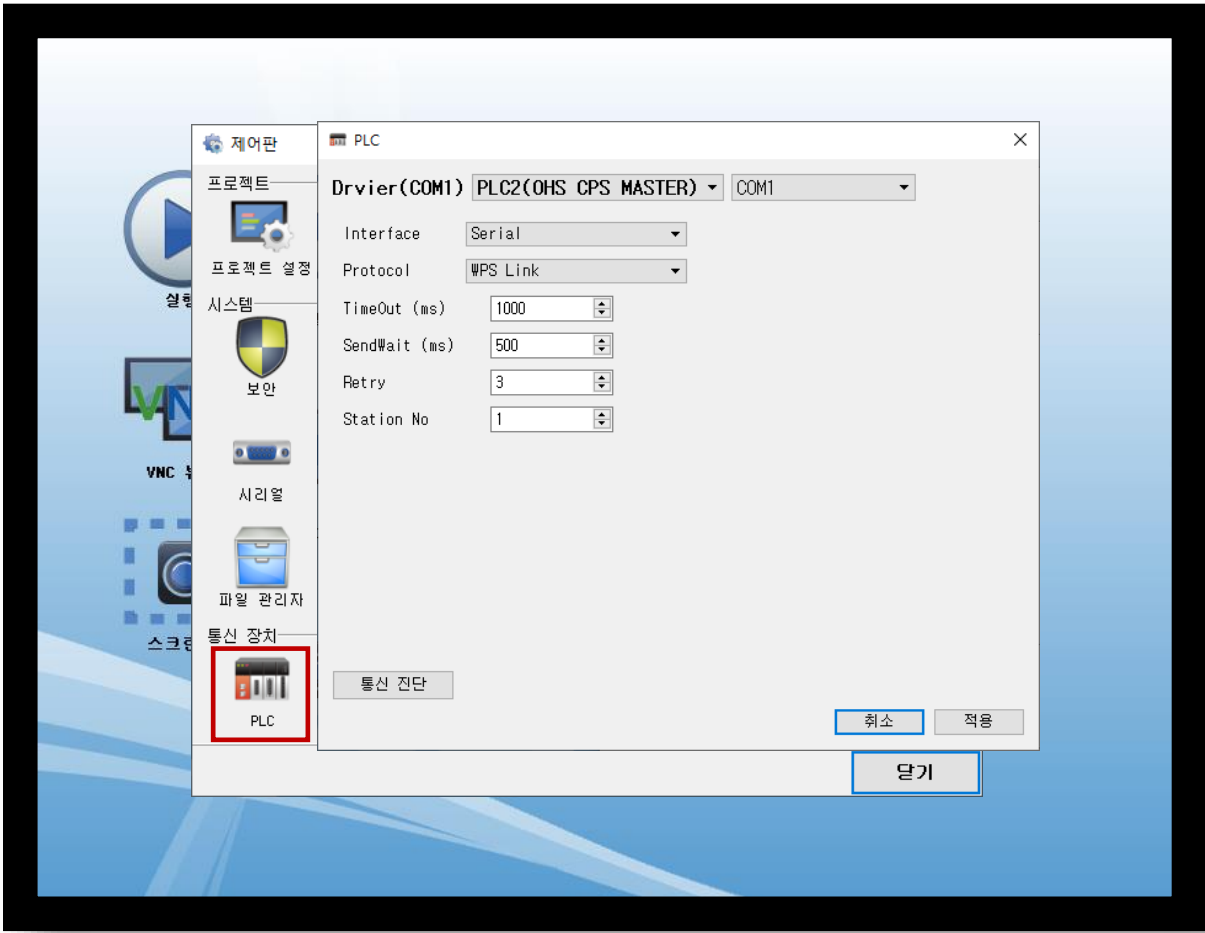 제어판
PLC
프로젝트
Drvier(COM1) PLC2(OHS CPS MASTER) COM1
Interface Serial
프로젝트 설정
Protocol WPS Link
시스템
TimeOut (ms) 1000
SendWait (ms) 500
보안
Retry 3
Station No 1
VNC
시리얼
파일 관리자
통신 장치
통신 진단
PLC
취소 적용
닫기